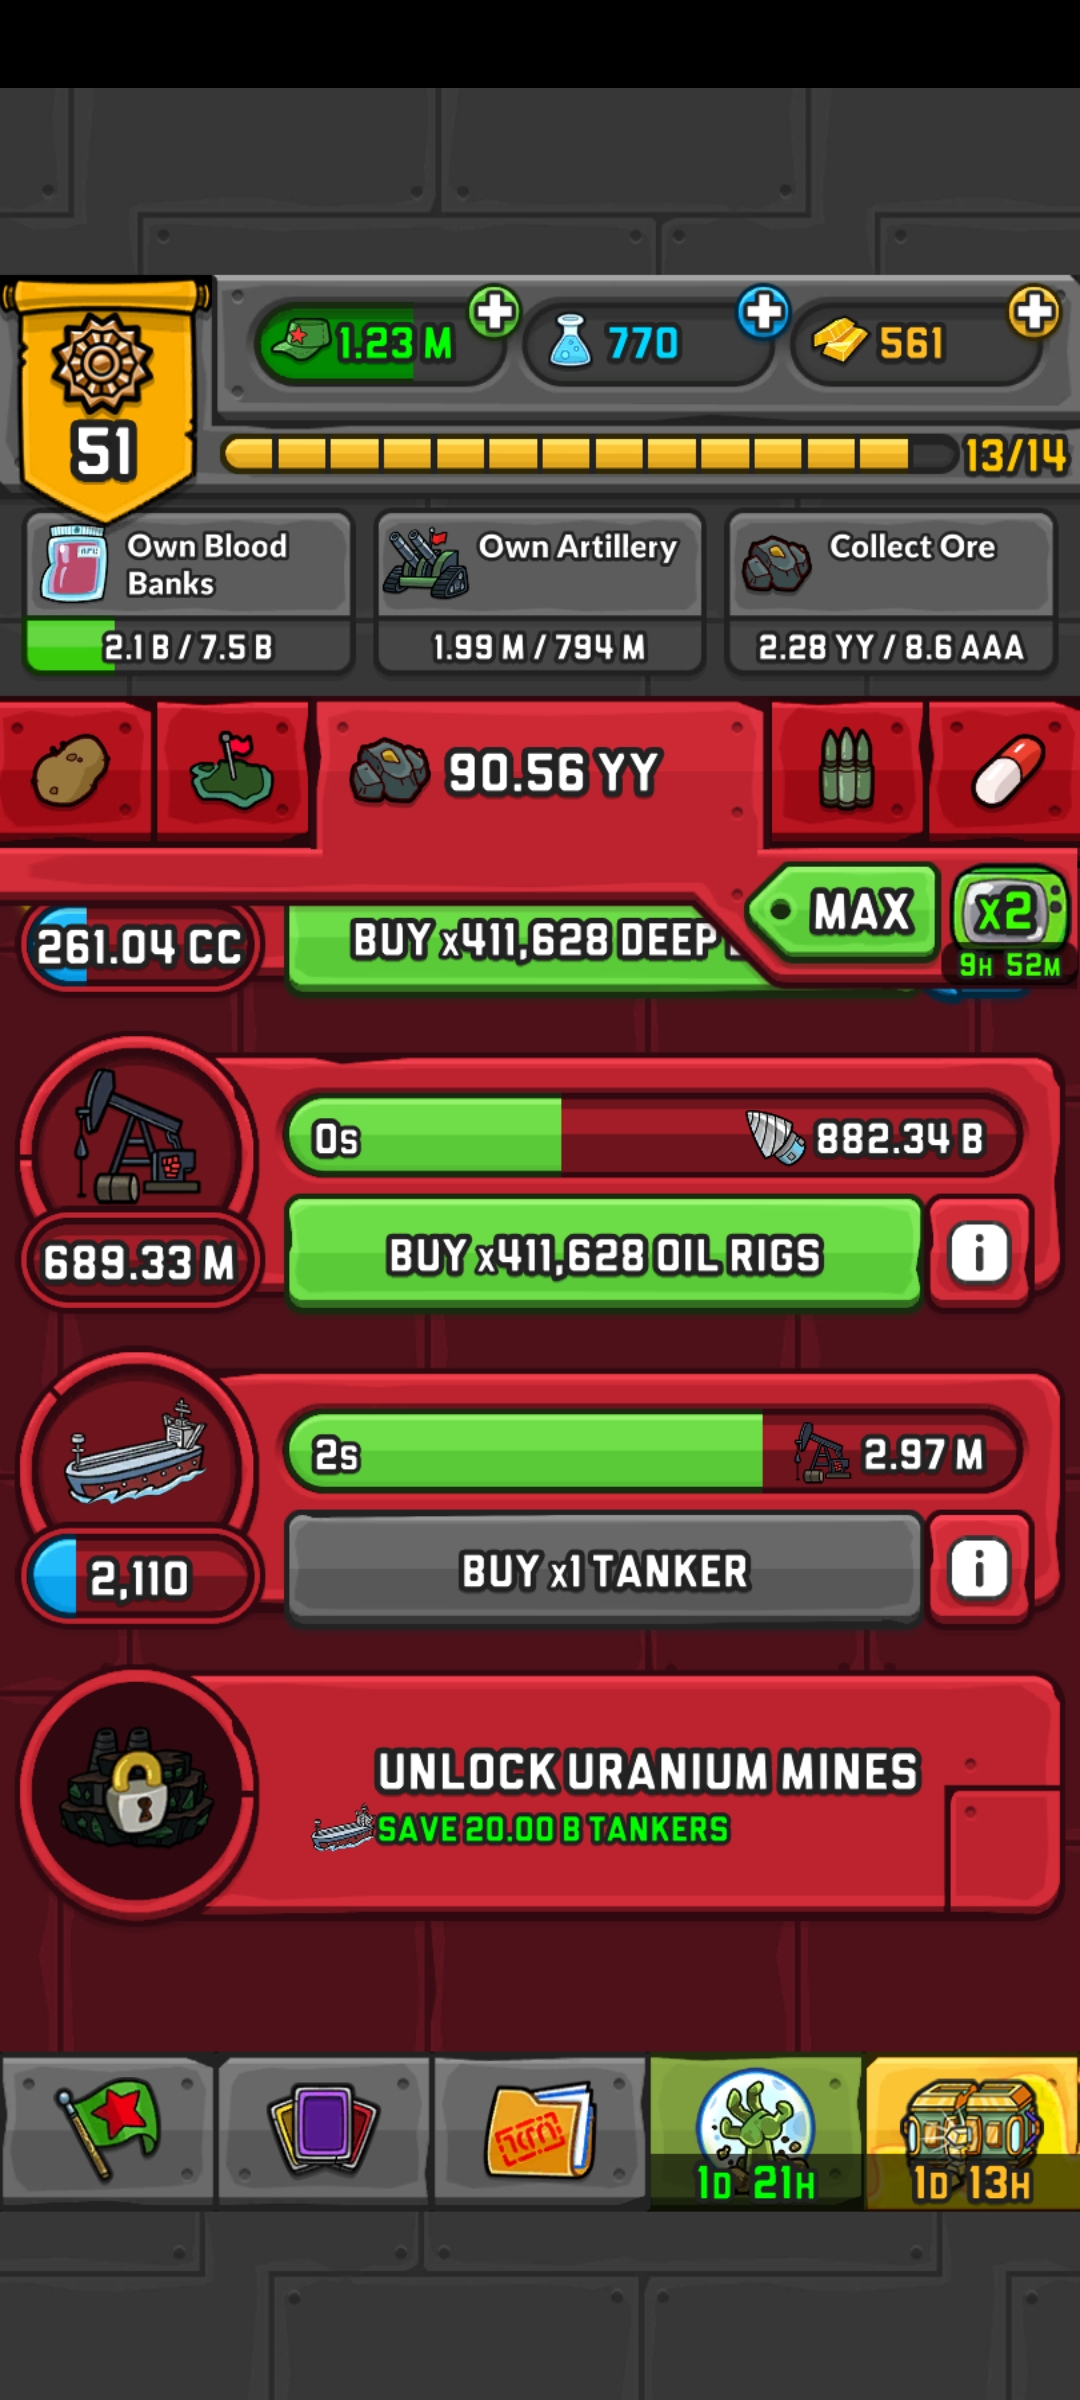 1.23 M
770
561
51
13/14
Own Blood
Banks
2.1 B / 7.5 B
Own Artillery
1.99 M / 794 M
Collect Ore
2.28 YY / 8.6 AAA
90.56 YY
MAX
x2
9H 52M
261.04 CC
BUY x411,628 DEEP
0s
882.34 B
689.33 M
BUY x411,628 OIL RIGS
i
2s
2.97 M
2,110
BUY x1 TANKER
i
UNLOCK URANIUM MINES
SAVE 20.00 B TANKERS
1D 21H
1D 13H